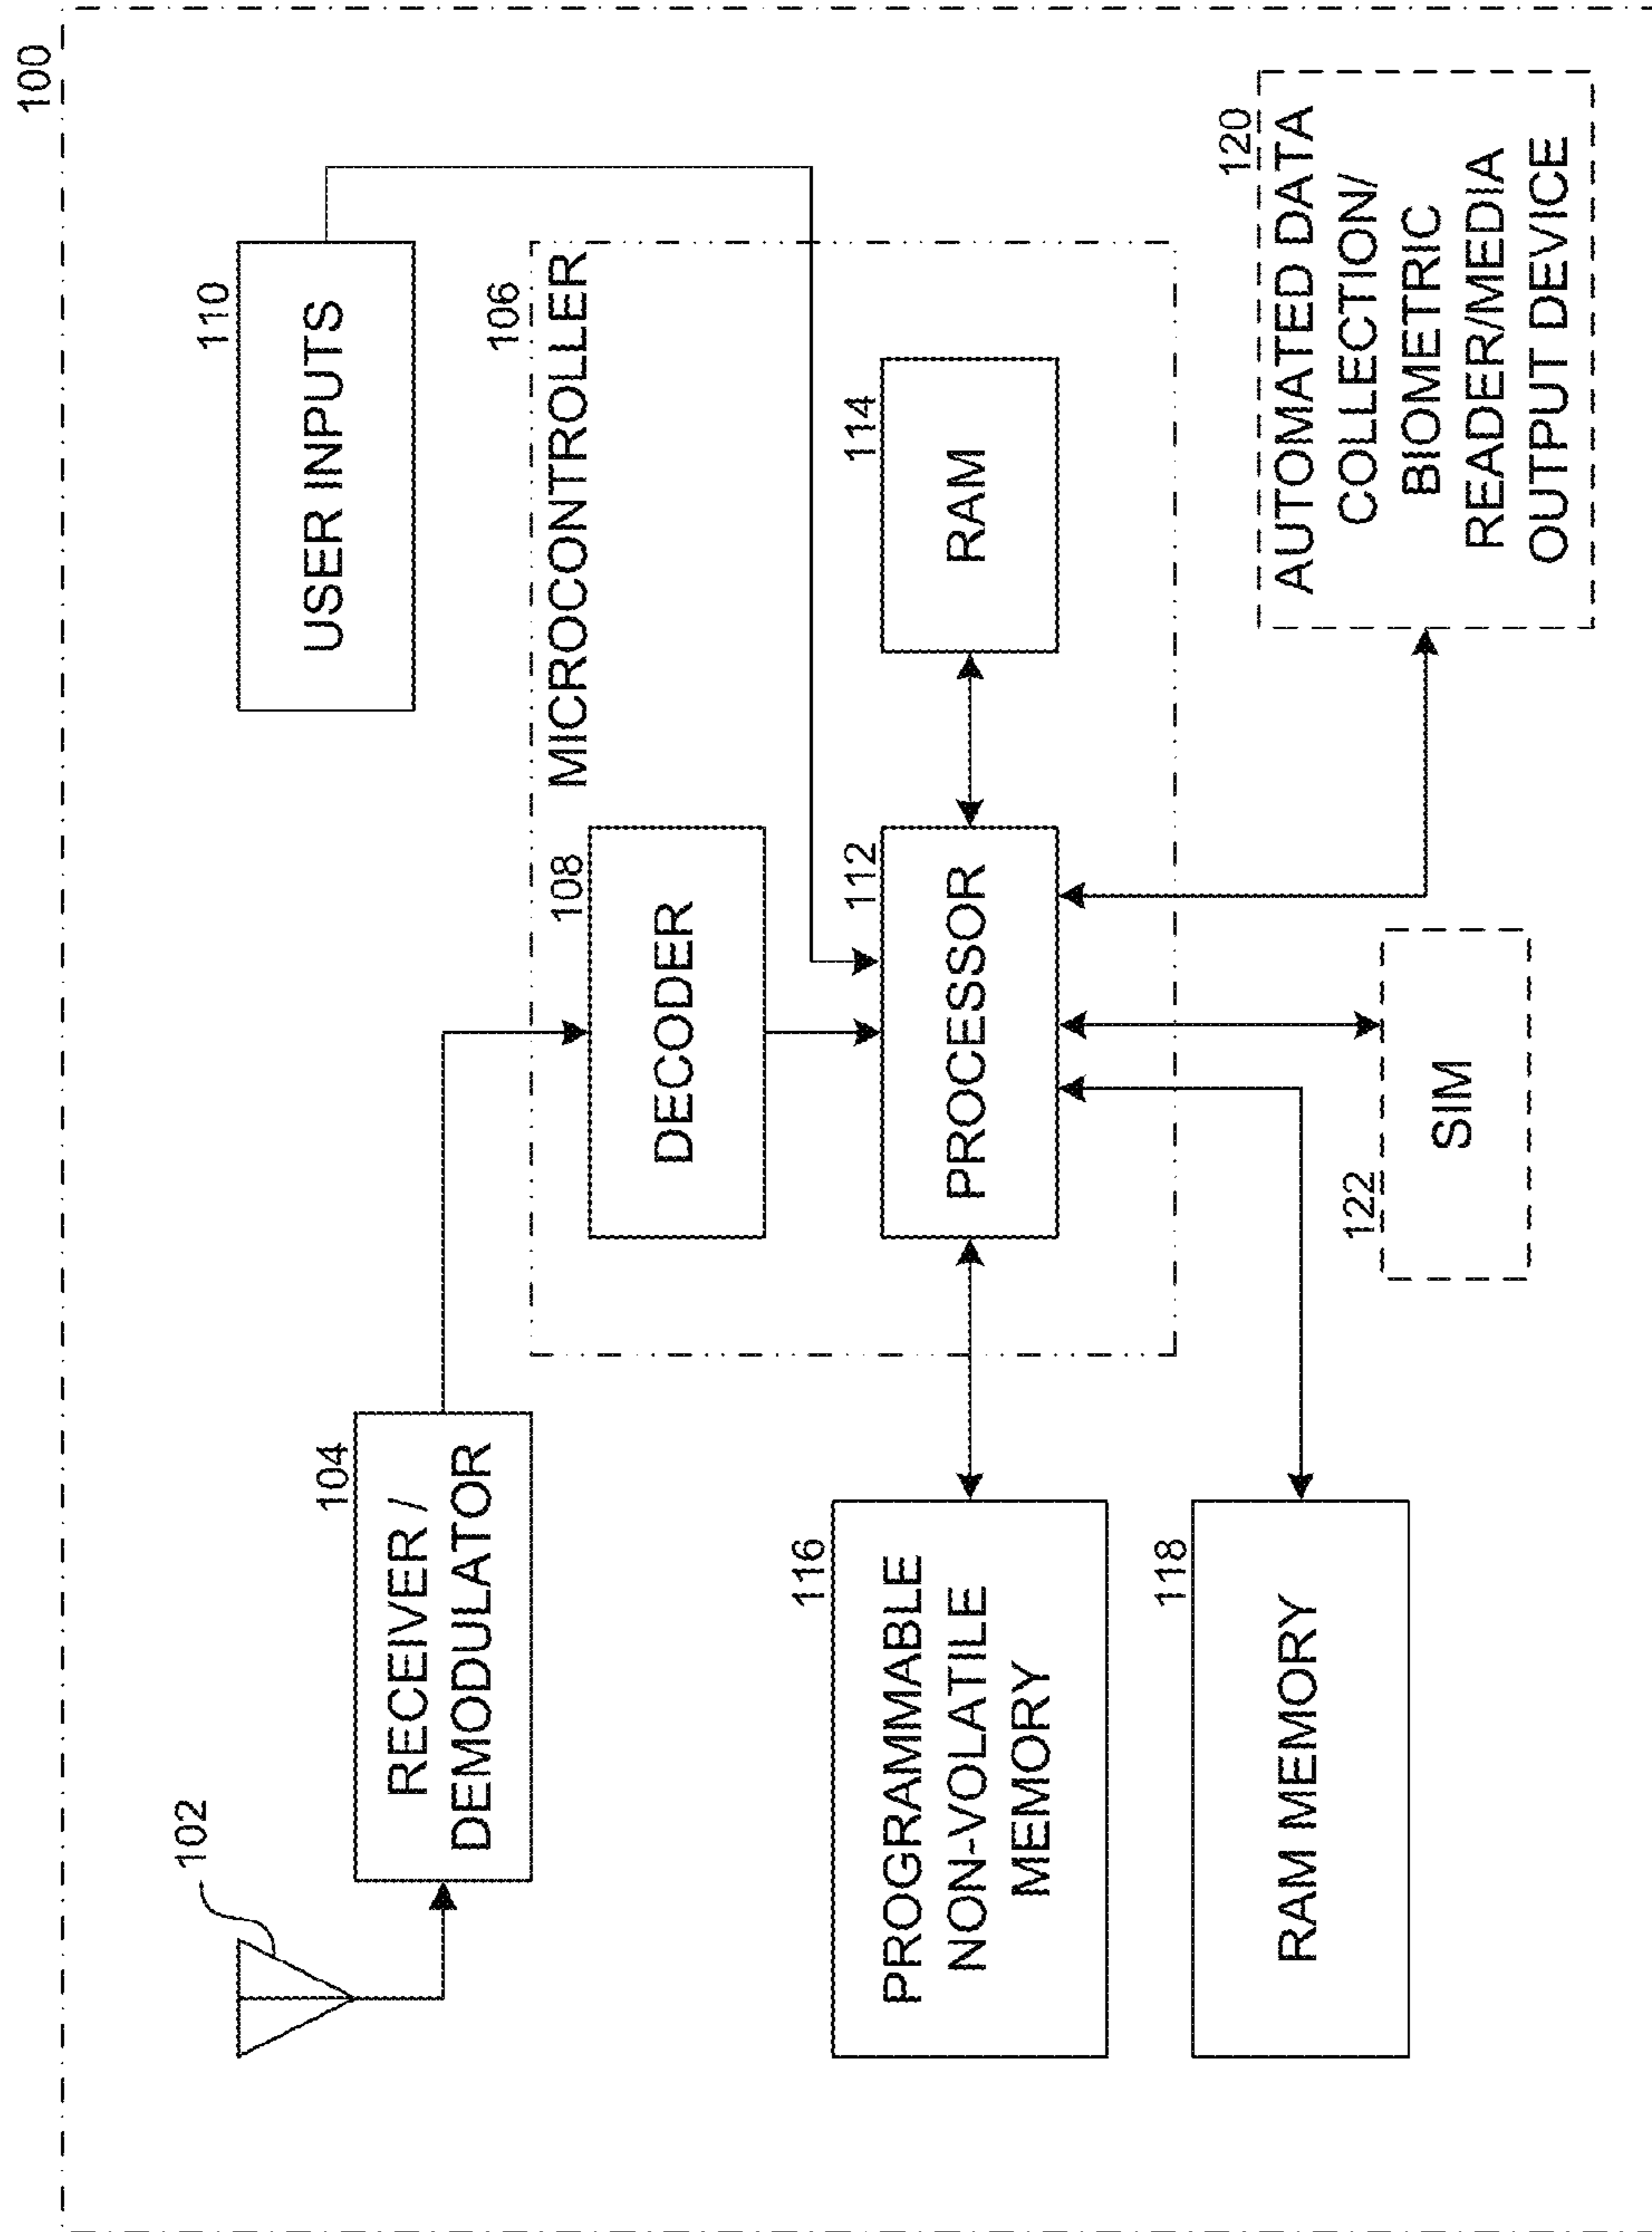 100
102
104
RECEIVER /
DEMODULATOR
110
USER INPUTS
106
MICROCONTROLLER
108
DECODER
112
PROCESSOR
114
RAM
116
PROGRAMMABLE
NON-VOLATILE
MEMORY
118
RAM MEMORY
122
SIM
120
AUTOMATED DATA
COLLECTION/
BIOMETRIC
READER/MEDIA
OUTPUT DEVICE